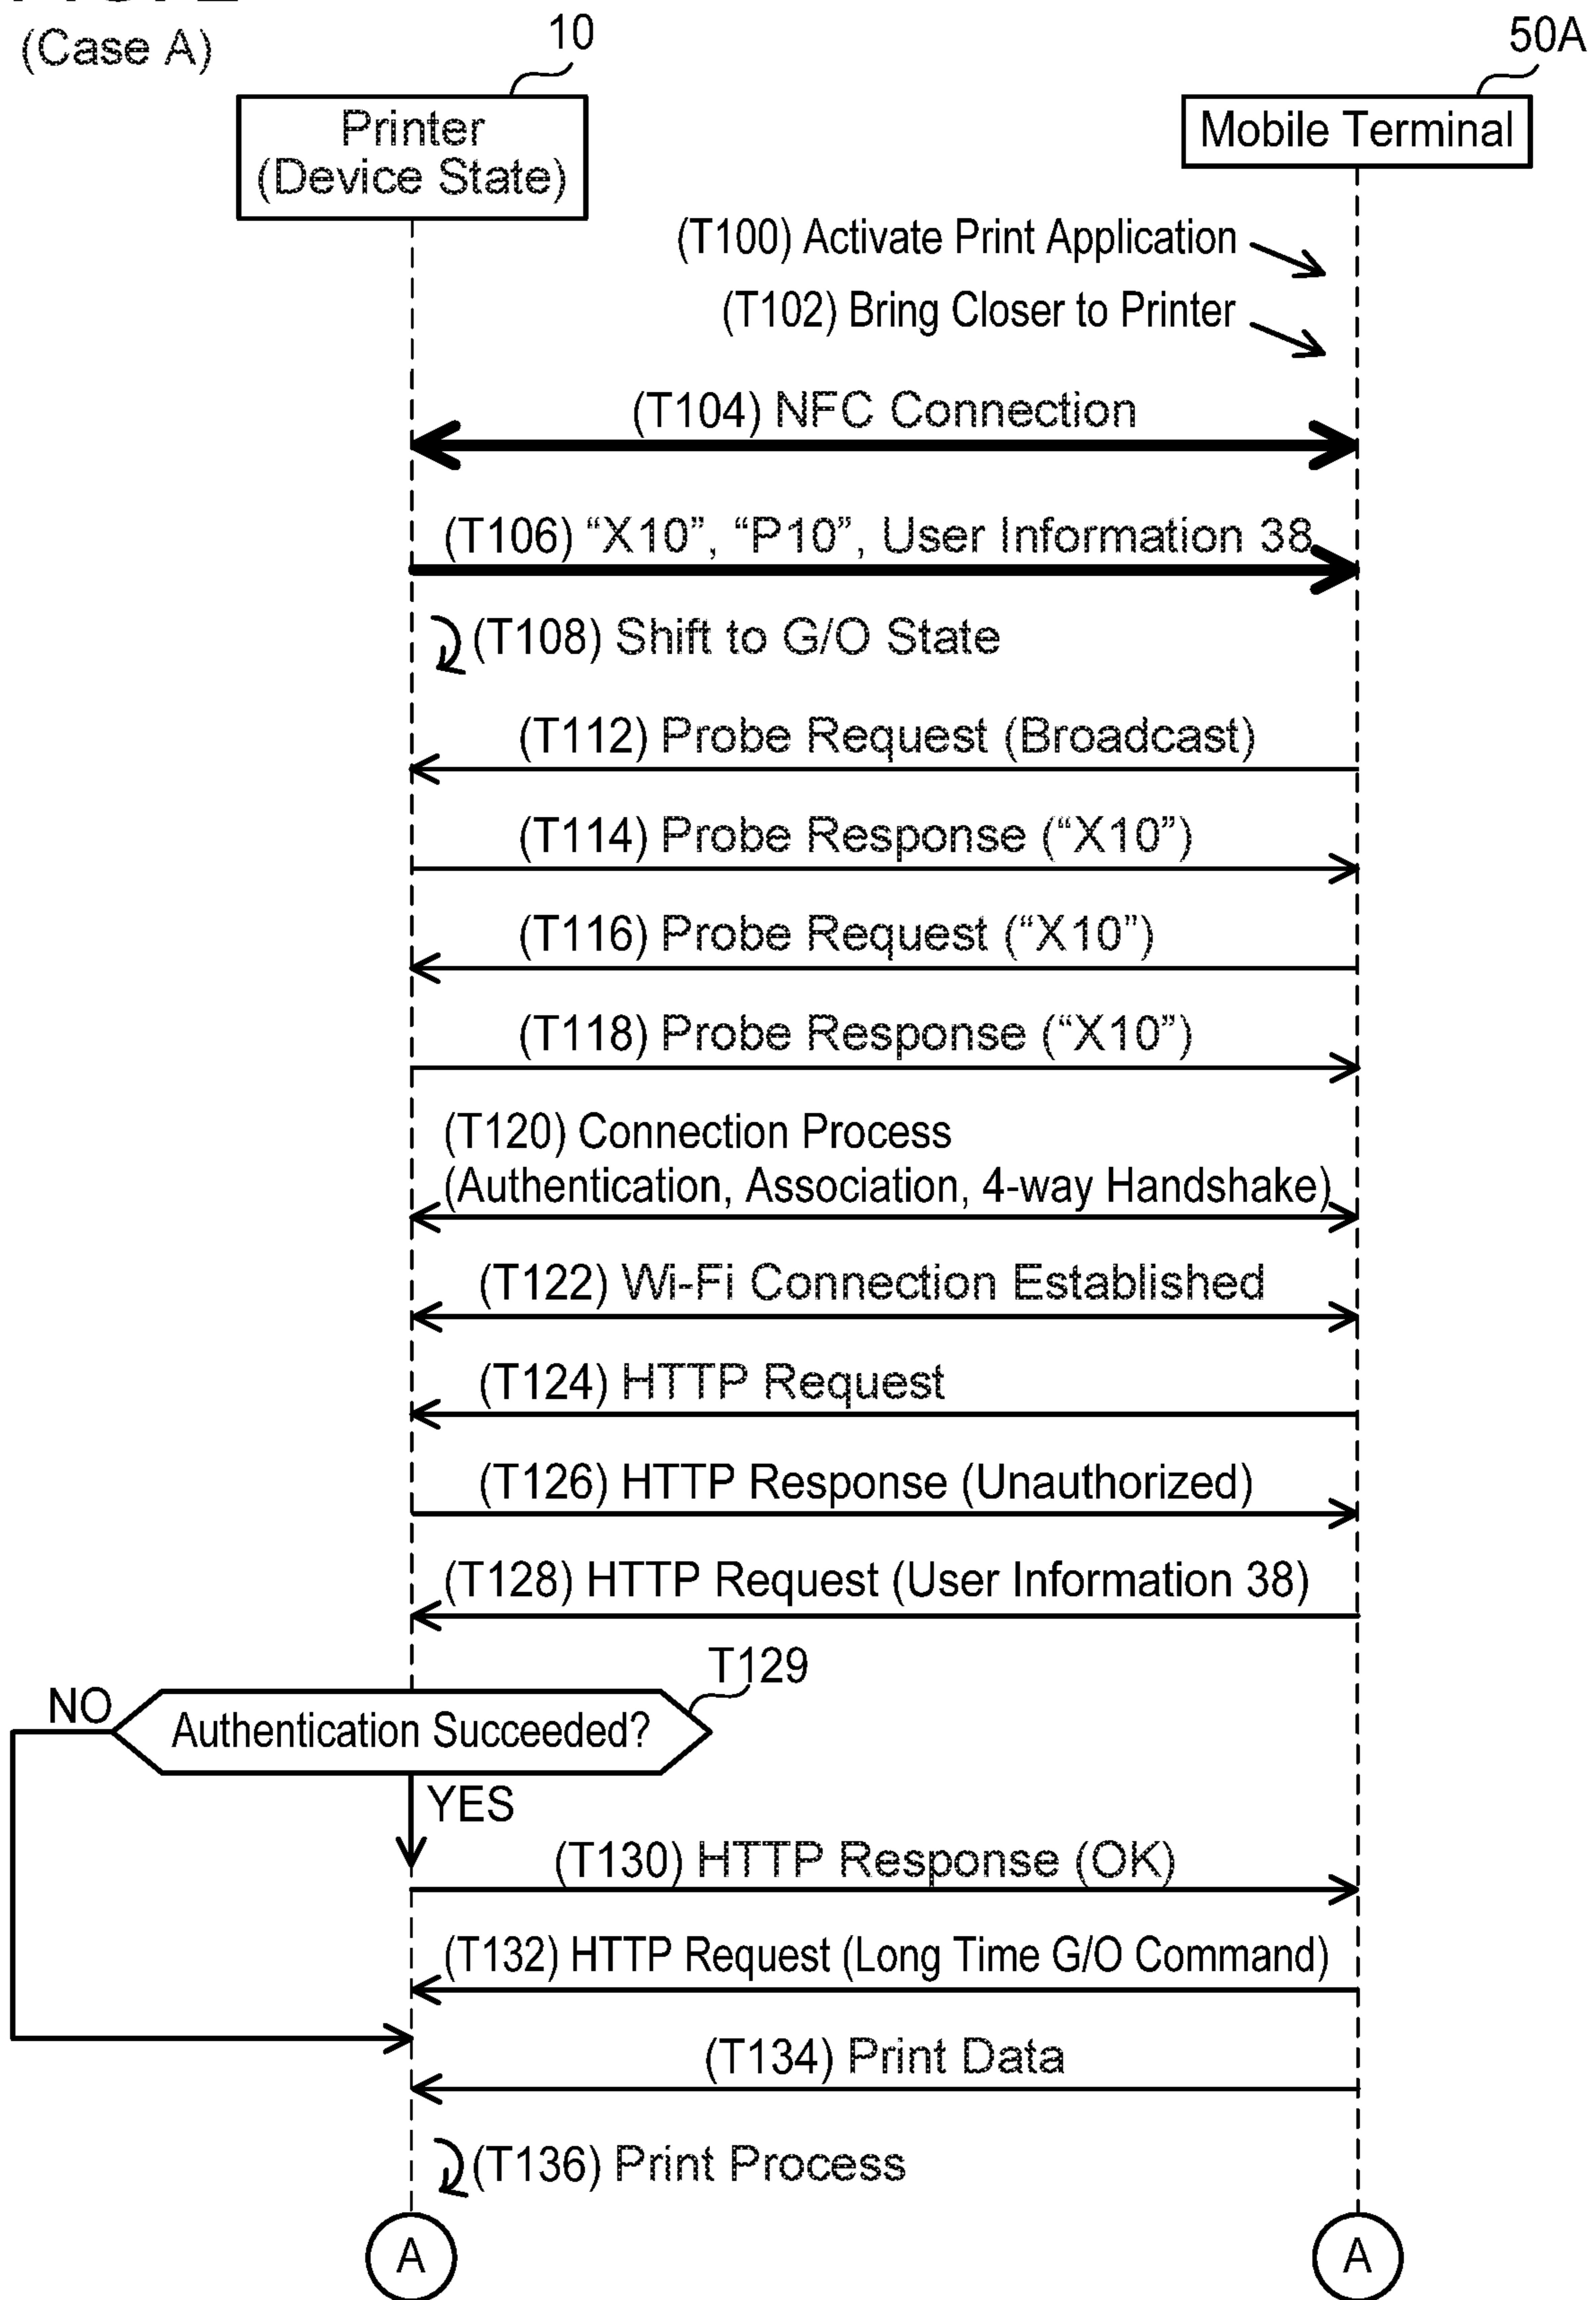 (Case A)
10
50A
Printer
(Device State)
Mobile Terminal
(T100) Activate Print Application
(T102) Bring Closer to Printer
(T104) NFC Connection
(T106) “X10”, “P10”, User Information 38
(T108) Shift to G/O State
(T112) Probe Request (Broadcast)
(T114) Probe Response (“X10”)
(T116) Probe Request (“X10”)
(T118) Probe Response (“X10”)
(T120) Connection Process
(Authentication, Association, 4-way Handshake)
(T122) Wi-Fi Connection Established
(T124) HTTP Request
(T126) HTTP Response (Unauthorized)
(T128) HTTP Request (User Information 38)
T129
NO
Authentication Succeeded?
YES
(T130) HTTP Response (OK)
(T132) HTTP Request (Long Time G/O Command)
(T134) Print Data
(T136) Print Process
A
A